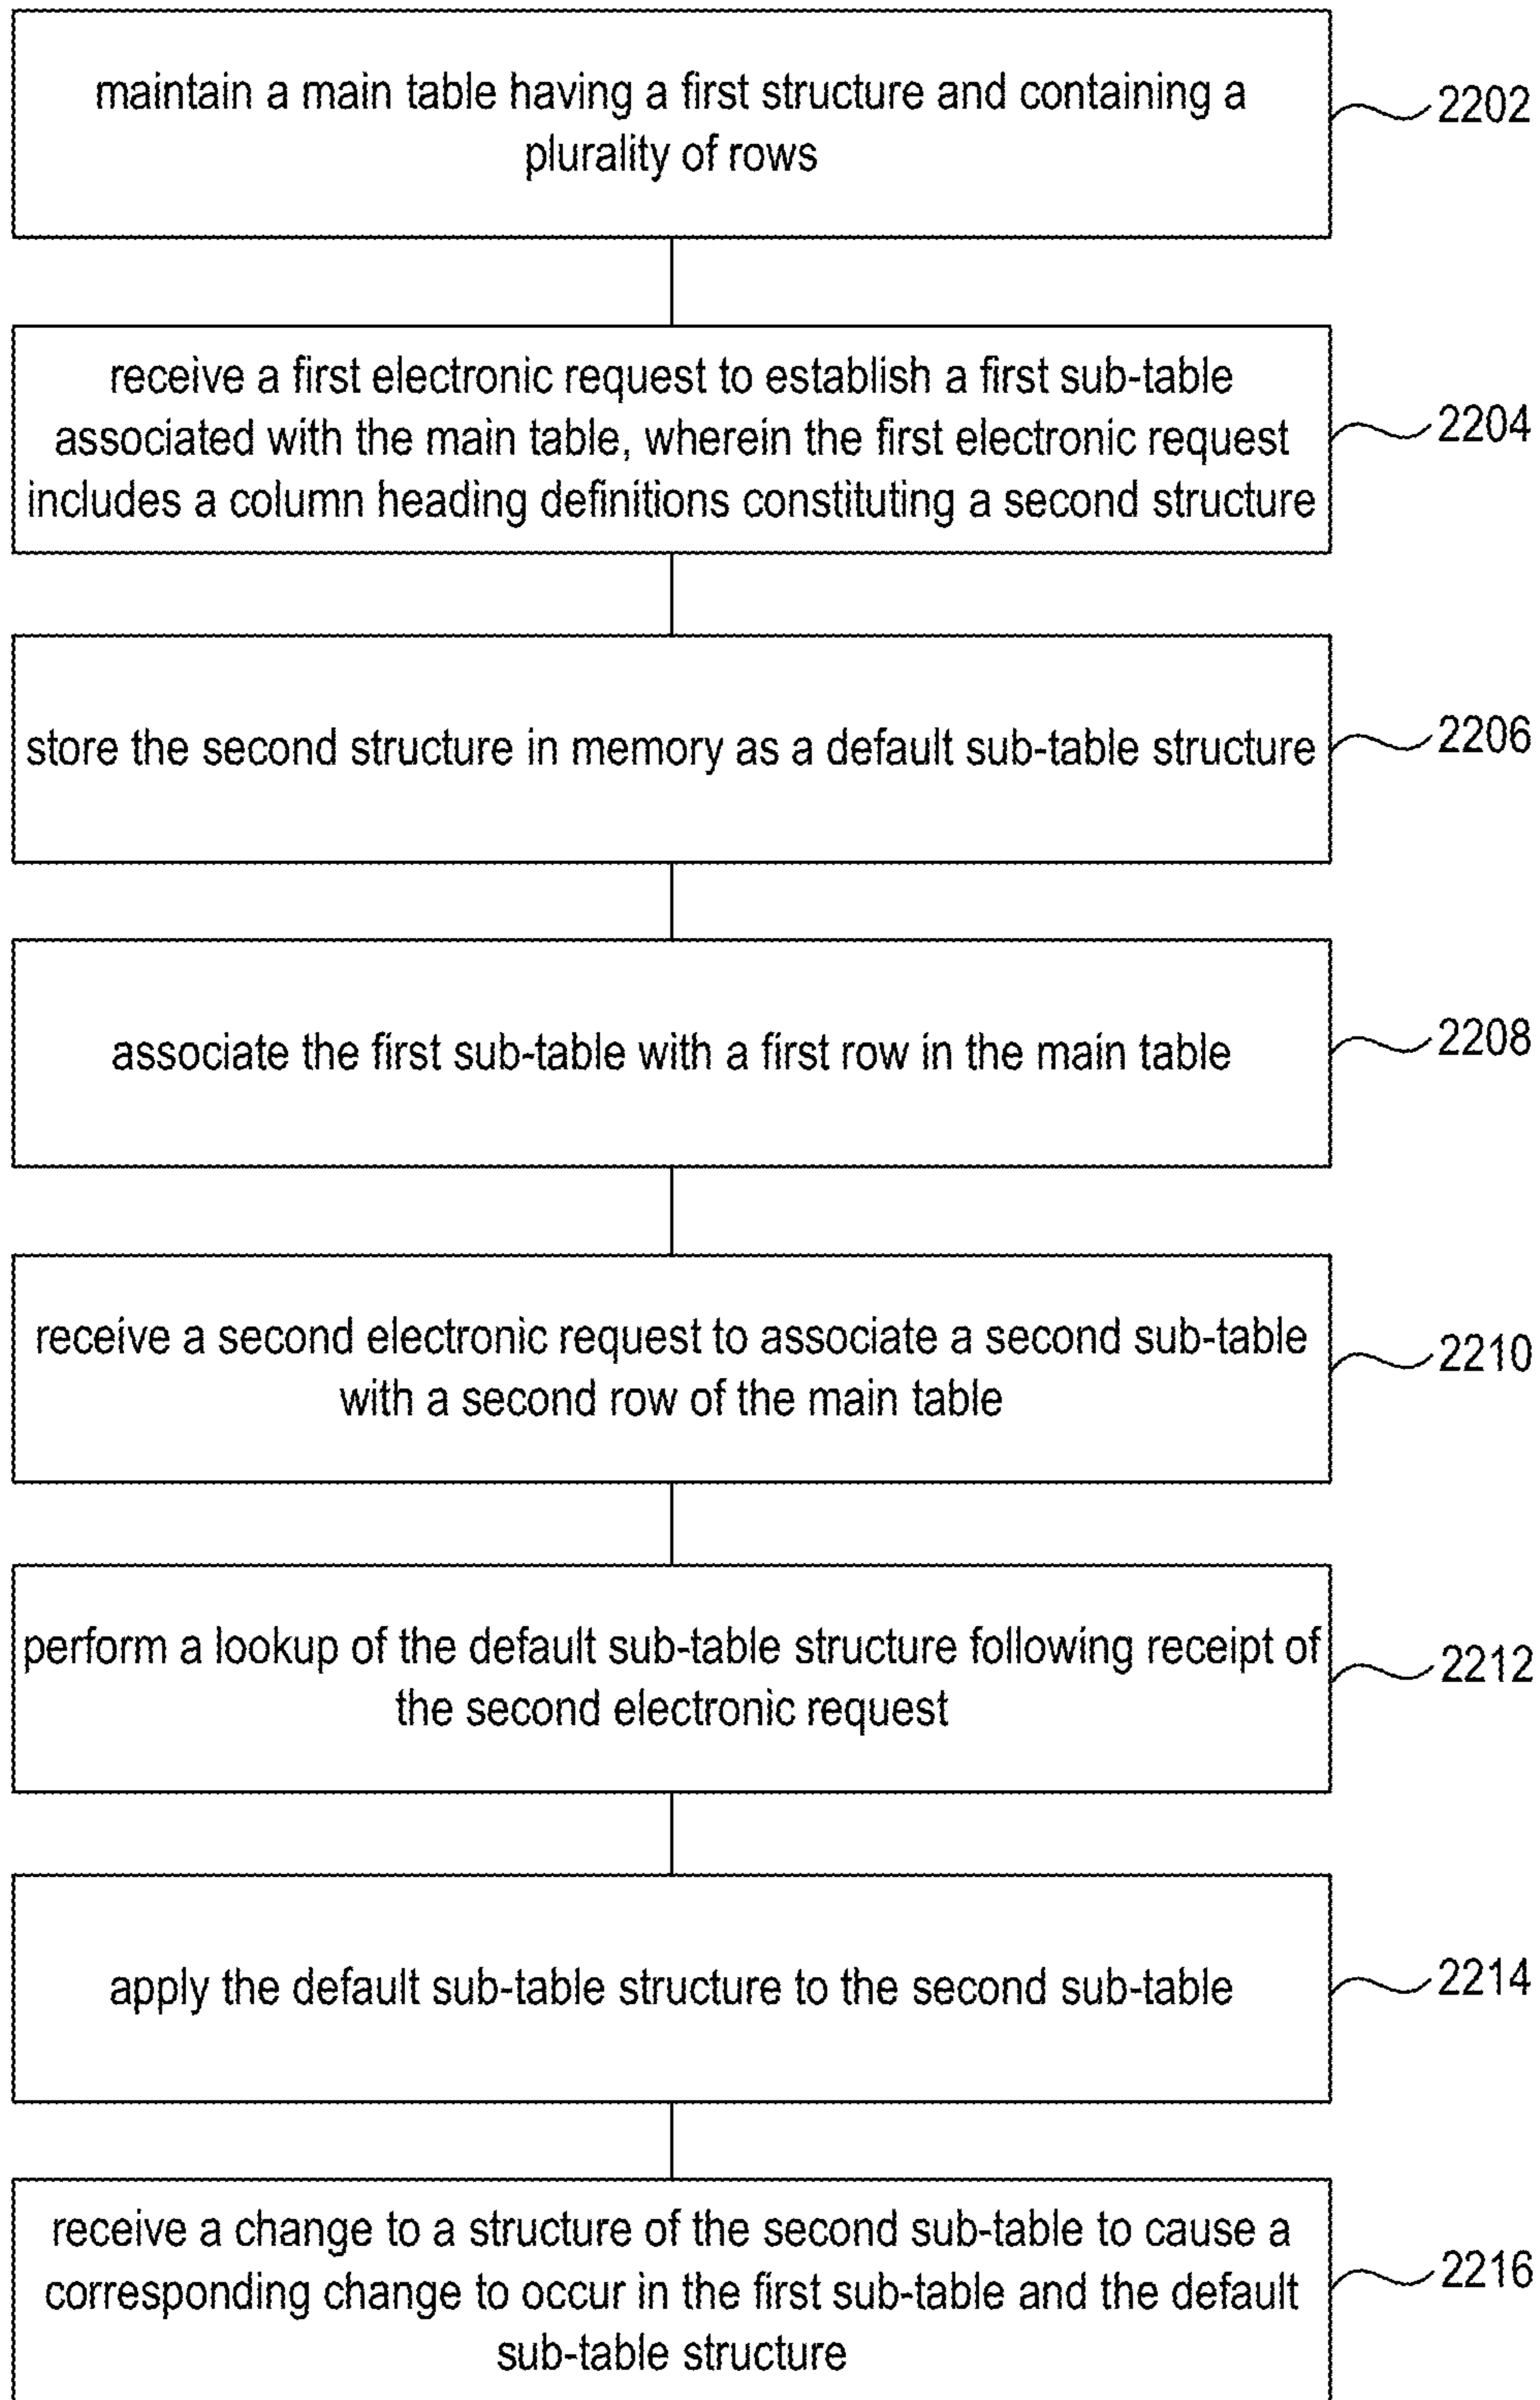 maintain a main table having a first structure and containing a
plurality of rows
2202
receive a first electronic request to establish a first sub-table
associated with the main table, wherein the first electronic request
includes a column heading definitions constituting a second structure
2204
store the second structure in memory as a default sub-table structure
2206
associate the first sub-table with a first row in the main table
2208
receive a second electronic request to associate a second sub-table
with a second row of the main table
2210
perform a lookup of the default sub-table structure following receipt of
the second electronic request
2212
apply the default sub-table structure to the second sub-table
2214
receive a change to a structure of the second sub-table to cause a
corresponding change to occur in the first sub-table and the default
sub-table structure
2216